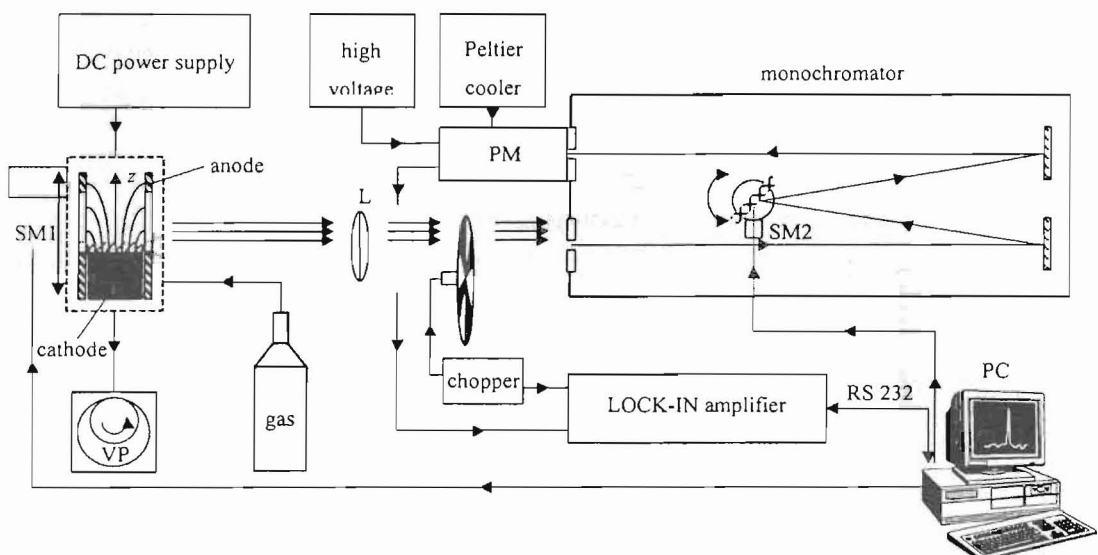 DC power supply
high
voltage
Peltier
cooler
monochromator
PM
anode
z
L
SM1
SM2
cathode
chopper
gas
VP
LOCK-IN amplifier
RS 232
PC